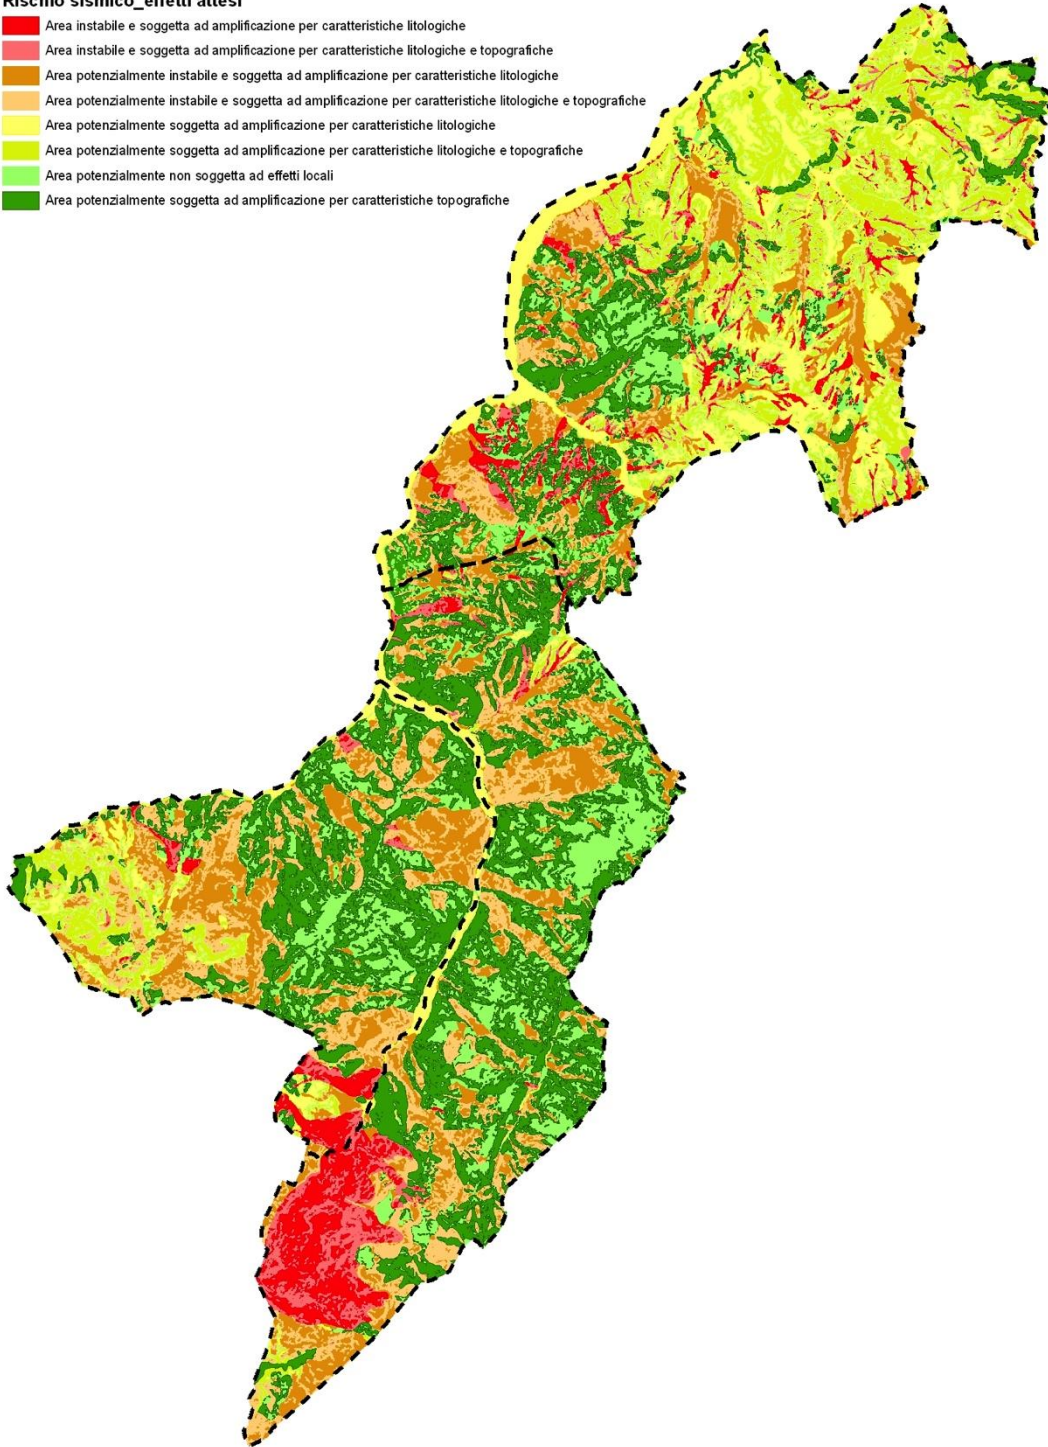 Rischio sismico_effetti attesi
Area instabile e soggetta ad amplificazione per caratteristiche litologiche
Area instabile e soggetta ad amplificazione per caratteristiche litologiche e topografiche
Area potenzialmente instabile e soggetta ad amplificazione per caratteristiche litologiche
Area potenzialmente instabile e soggetta ad amplificazione per caratteristiche litologiche e topografiche
Area potenzialmente soggetta ad amplificazione per caratteristiche litologiche
Area potenzialmente soggetta ad amplificazione per caratteristiche litologiche e topografiche
Area potenzialmente non soggetta ad effetti locali
Area potenzialmente soggetta ad amplificazione per caratteristiche topografiche